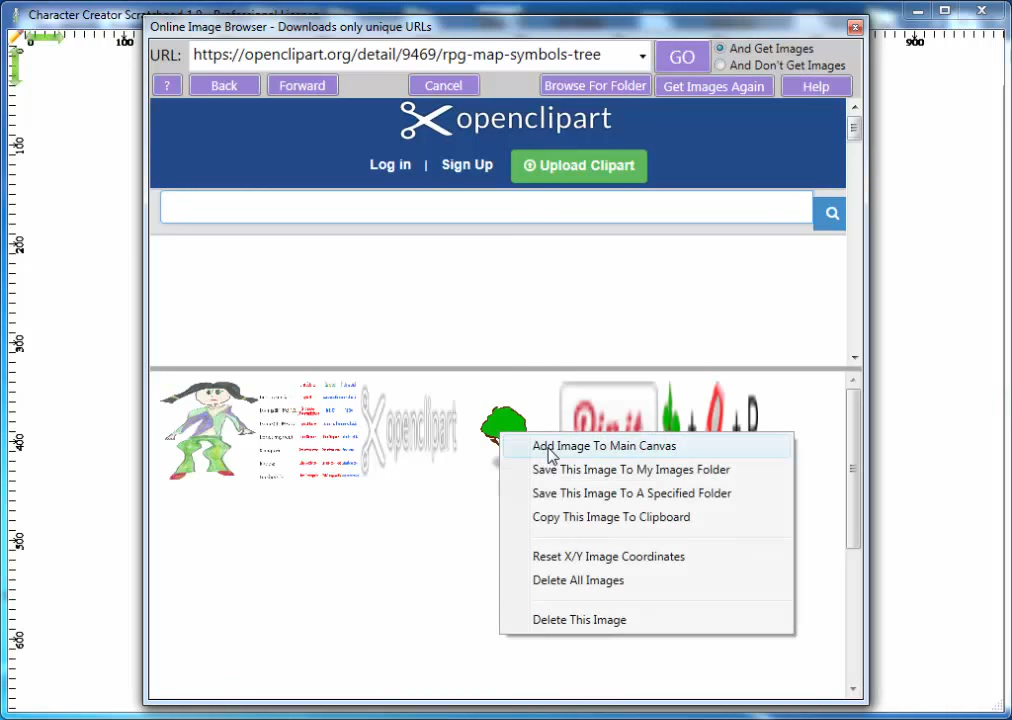 Character Creator Scratchpad 1.0 - Professional License
Online Image Browser - Downloads only unique URLs
URL: https://openclipart.org/detail/9469/rpg-map-symbols-tree
GO
And Get Images
And Don't Get Images
? Back Forward Cancel Browse For Folder Get Images Again Help
0 100 900
0
100
200
300
400
600
openclipart
Log in | Sign Up Upload Clipart
openclipart
Pin it
Add Image To Main Canvas
Save This Image To My Images Folder
Save This Image To A Specified Folder
Copy This Image To Clipboard
Reset X/Y Image Coordinates
Delete All Images
Delete This Image